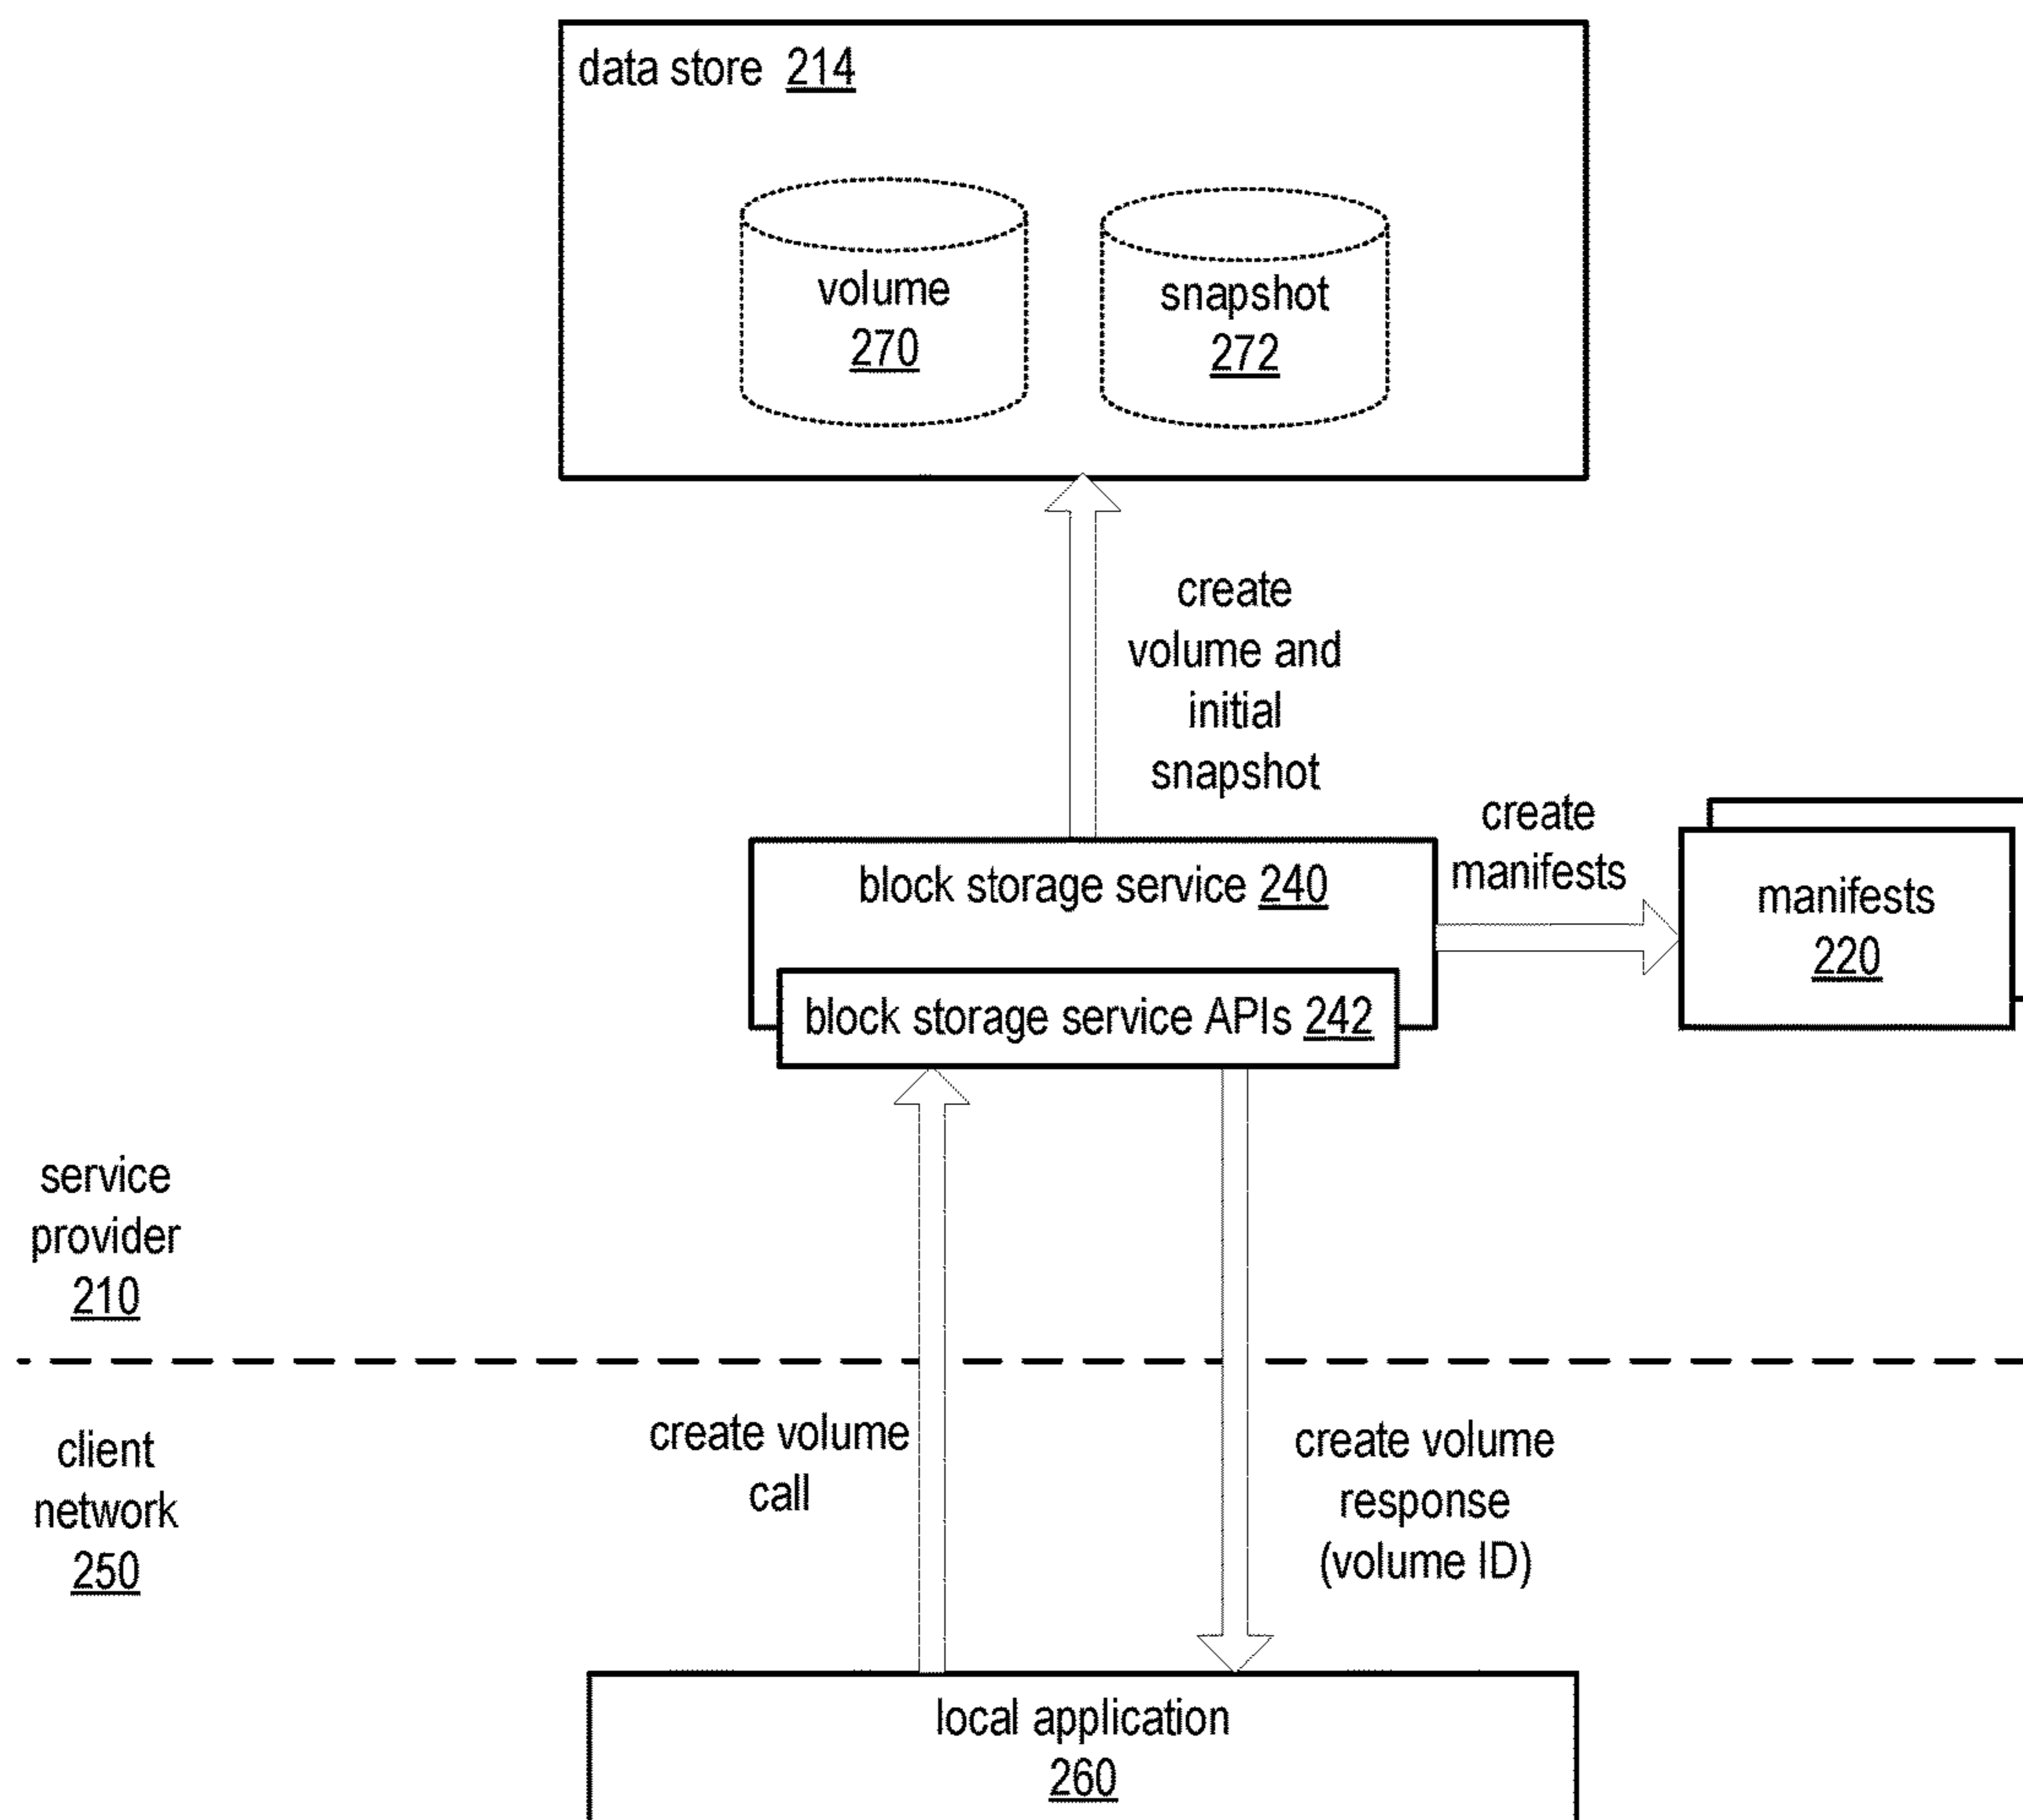 data store 214
volume
270
snapshot
272
create
volume and
initial
snapshot
create
manifests
block storage service 240
manifests
220
block storage service APIs 242
service
provider
210
client
network
250
create volume
call
create volume
response
(volume ID)
local application
260